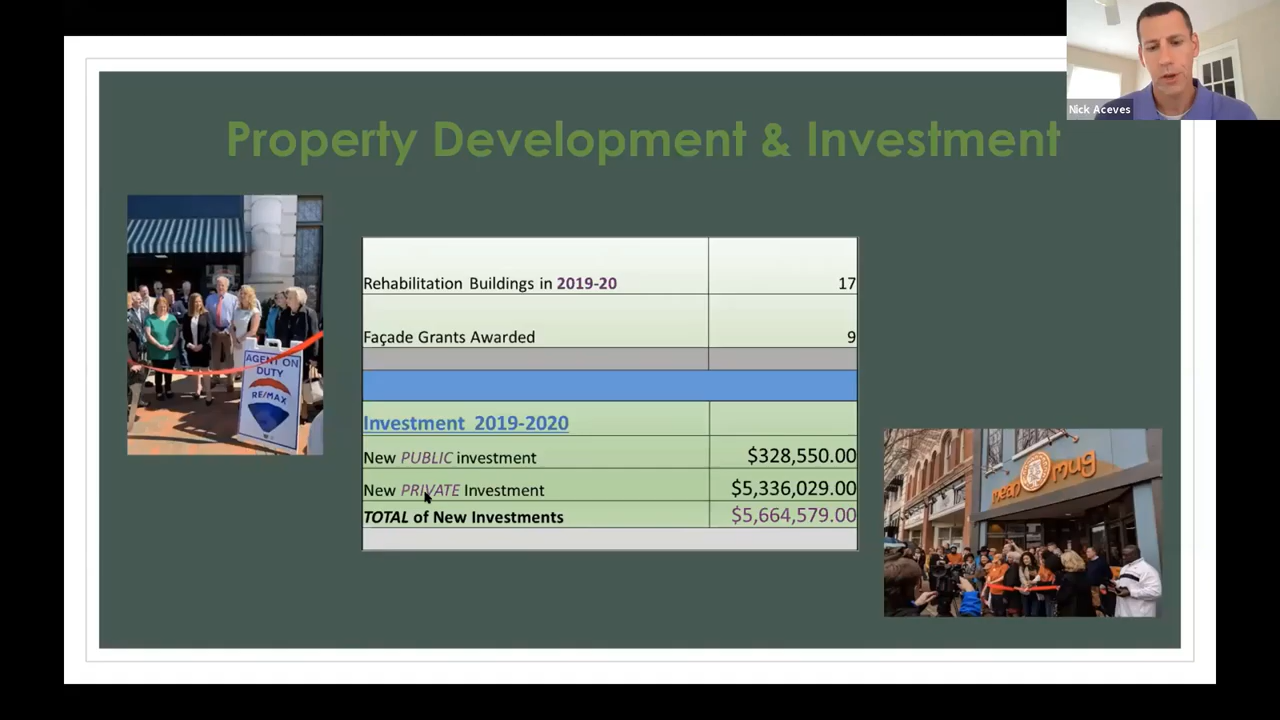 Nick Aceves
Property Development & Investment
Rehabilitation Buildings in 2019-20 17
Façade Grants Awarded 9
Investment 2019-2020
New PUBLIC investment $328,550.00
New PRIVATE Investment $5,336,029.00
TOTAL of New Investments $5,664,579.00
AGENT ON
DUTY
RE/MAX
mean mug